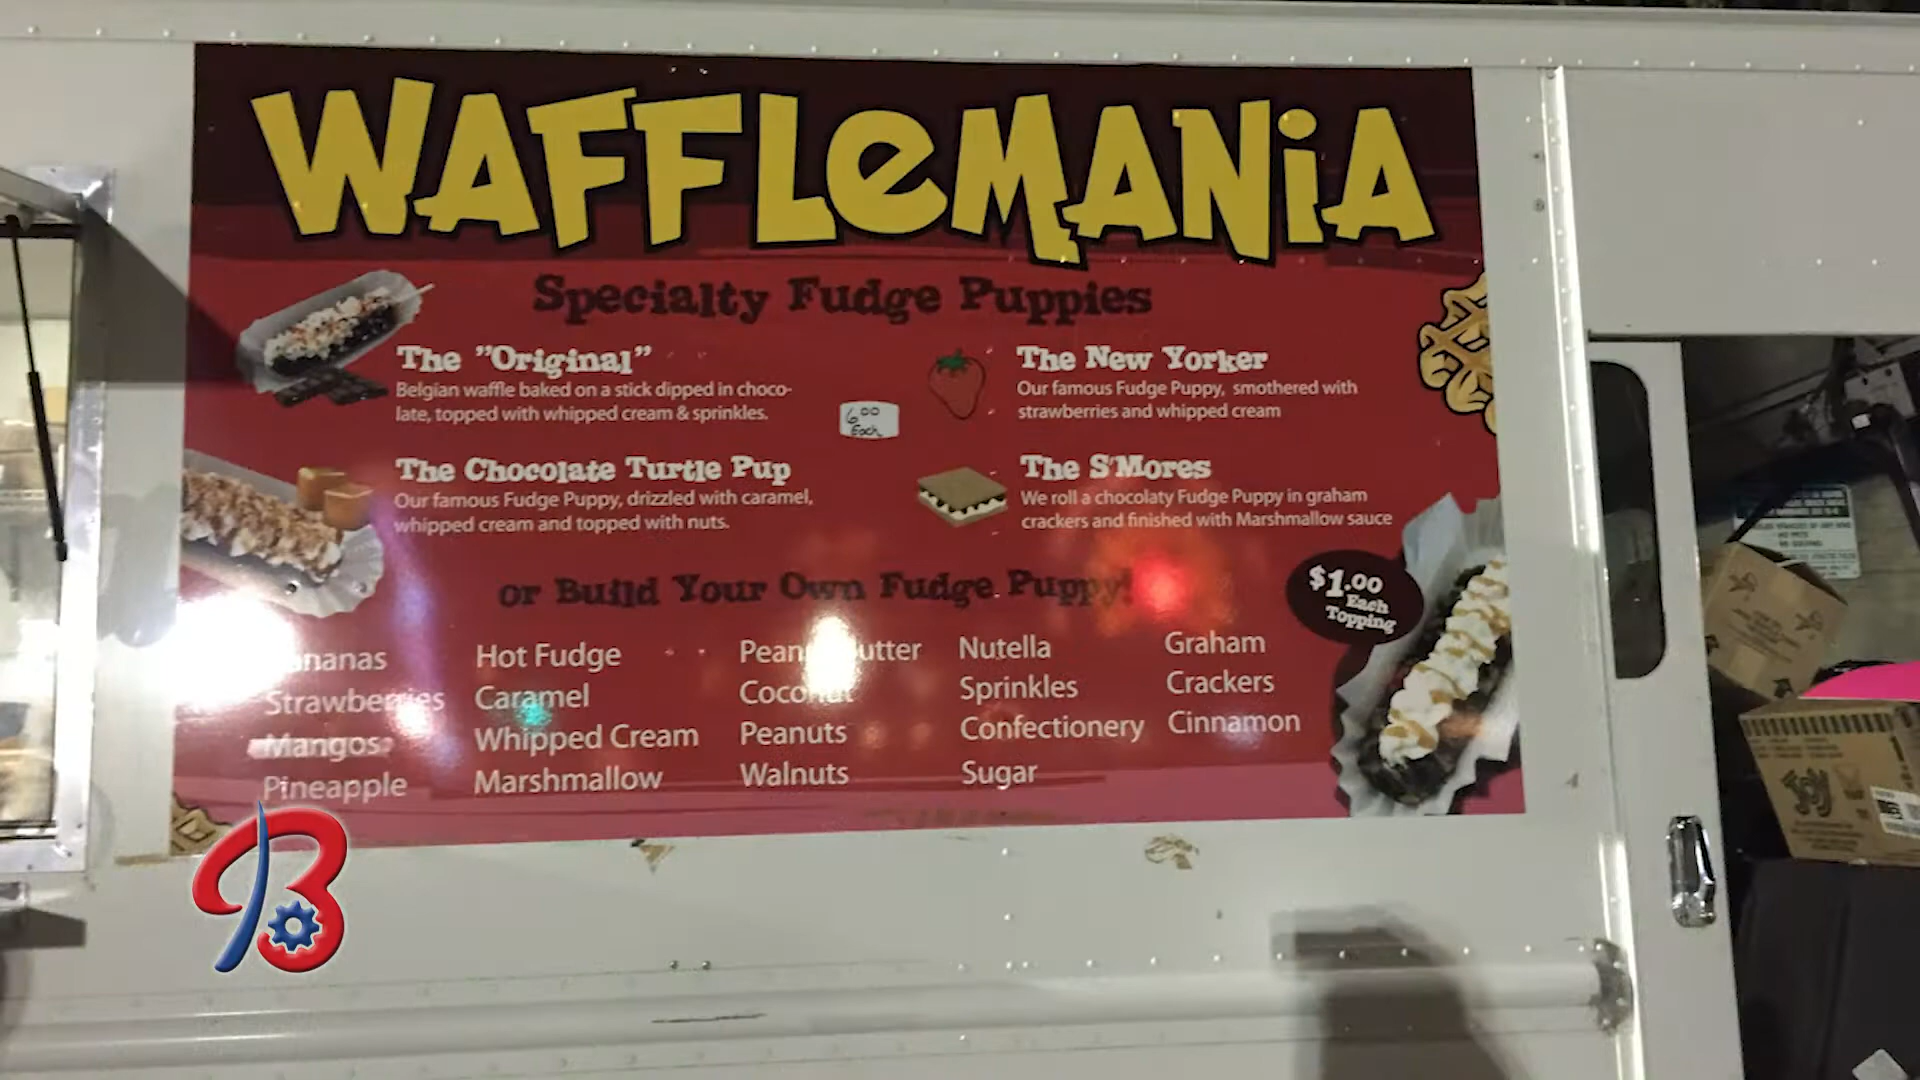 WAFFLEMANIA
Specialty Fudge Puppies
The "Original"
Belgian waffle baked on a stick dipped in choco-
late, topped with whipped cream & sprinkles.
6.00
Each
The New Yorker
Our famous Fudge Puppy, smothered with
strawberries and whipped cream
The Chocolate Turtle Pup
Our famous Fudge Puppy, drizzled with caramel,
whipped cream and topped with nuts.
The S'Mores
We roll a chocolaty Fudge Puppy in graham
crackers and finished with Marshmallow sauce
or Build Your Own Fudge Puppy!
$1.00
Each
Topping
Bananas
Strawberries
Mangos
Pineapple
Hot Fudge
Caramel
Whipped Cream
Marshmallow
Peanut Butter
Coconut
Peanuts
Walnuts
Nutella
Sprinkles
Confectionery
Sugar
Graham
Crackers
Cinnamon
Joy
B